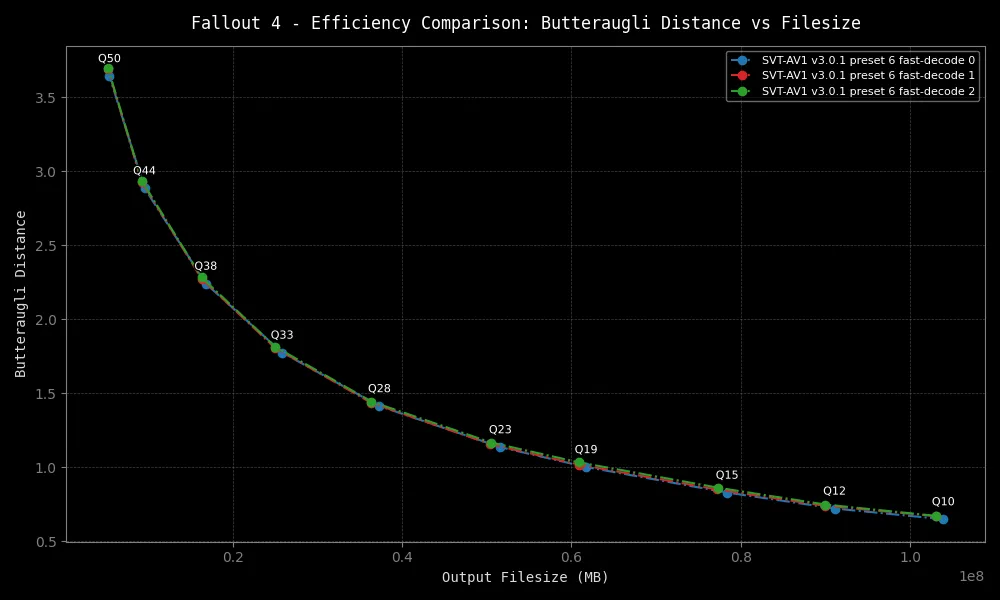 Fallout 4 - Efficiency Comparison: Butteraugli Distance vs Filesize
SVT-AV1 v3.0.1 preset 6 fast-decode 0
SVT-AV1 v3.0.1 preset 6 fast-decode 1
SVT-AV1 v3.0.1 preset 6 fast-decode 2
Butteraugli Distance
3.5
3.0
2.5
2.0
1.5
1.0
0.5
Q50
Q44
Q38
Q33
Q28
Q23
Q19
Q15
Q12
Q10
0.2
0.4
0.6
0.8
1.0
1e8
Output Filesize (MB)